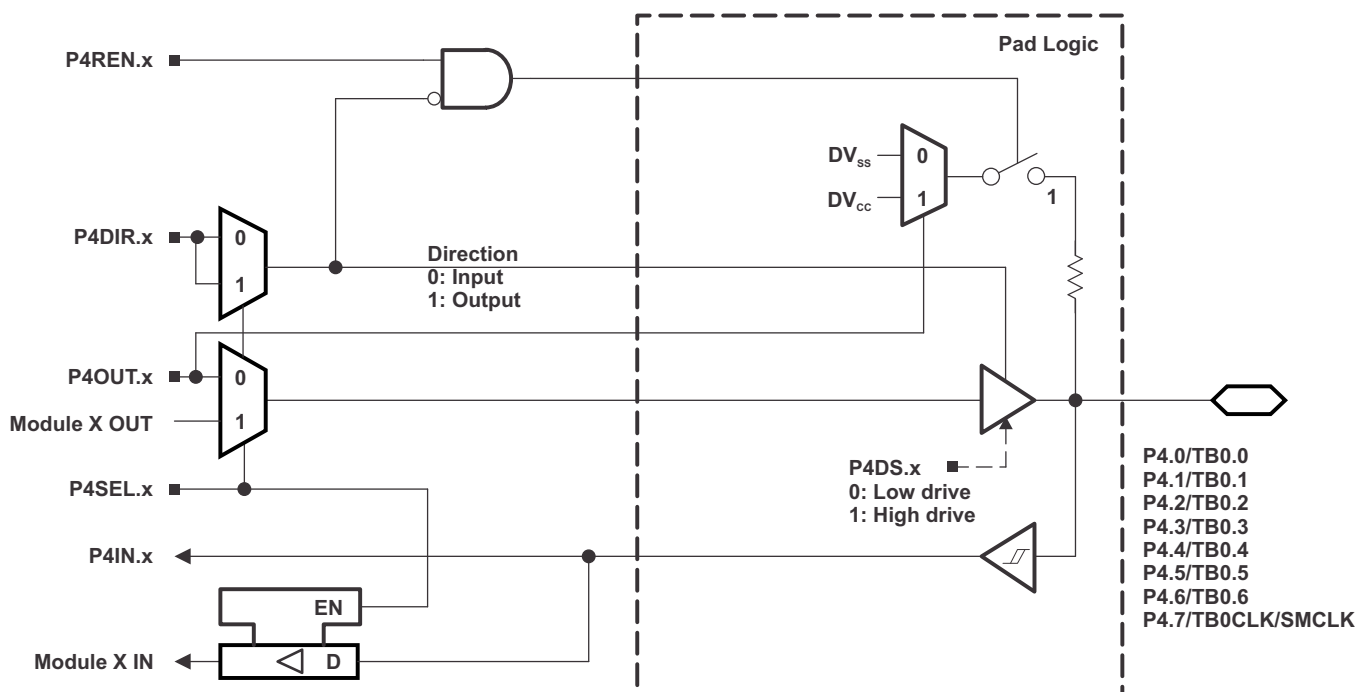 Pad Logic
P4REN.x
DVss
0
DVcc
1
1
P4DIR.x
0
1
Direction
0: Input
1: Output
P4OUT.x
0
Module X OUT
1
P4SEL.x
P4DS.x
0: Low drive
1: High drive
P4IN.x
EN
D
Module X IN
P4.0/TB0.0
P4.1/TB0.1
P4.2/TB0.2
P4.3/TB0.3
P4.4/TB0.4
P4.5/TB0.5
P4.6/TB0.6
P4.7/TB0CLK/SMCLK